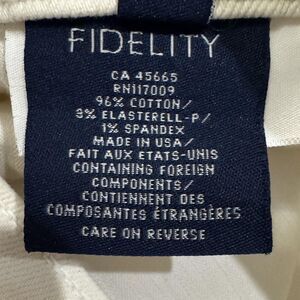 FIDELITY
CA 45665
RN117009
96% COTTON/
3% ELASTERELL-P/
1% SPANDEX
MADE IN USA/
FAIT AUX ETATS-UNIS
CONTAINING FOREIGN
COMPONENTS/
CONTIENNENT DES
COMPOSANTES ÉTRANGÈRES
CARE ON REVERSE